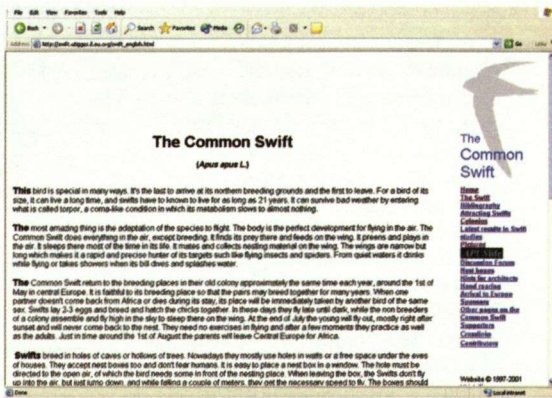 File Edit View Favorites Tools Help
Back Search Favorites Media
Address
Go
The Common Swift
(Apus apus L.)
This bird is special in many ways. It's the last to arrive at its northern breeding grounds and the first to leave. For a bird of its
size, it can live a long time, and swifts have to known to live for as long as 21 years. It can survive bad weather by entering
what is called torpor, a coma-like condition in which its metabolism slows to almost nothing.
The most amazing thing is the adaptation of the species to flight. The body is the perfect development for flying in the air. The
Common Swift does everything in the air, except breeding. It finds its prey there and feeds on the wing. It preens and plays in
the air. It sleeps there most of the time in its life. It mates and collects nesting material on the wing. The wings are narrow but
long which makes it a rapid and precise hunter of its targets such like flying insects and spiders. From quiet waters it drinks
while flying or takes showers when its bill dives and splashes water.
The Common Swift return to the breeding places in their old colony approximately the same time each year, around the 1st of
May in central Europe. It is faithful to its breeding place so that the pairs may breed together for many years. When one
partner doesn't come back from Africa or dies during its stay, its place will be immediately taken by another bird of the same
sex. Swifts lay 2-3 eggs and breed and hatch the chicks together. In these days they fly late until dark, while the non breeders
of a colony assemble and fly high in the sky to sleep there on the wing. At the end of July the young will fly out, mostly right after
sunset and will never come back to the nest. They need no exercises in flying and after a few moments they practice as well
as the adults. Just in time around the 1st of August the parents will leave Central Europe for Africa.
Swifts breed in holes of caves or hollows of trees. Nowadays they mostly use holes in walls or a free space under the eves
of houses. They accept nest boxes too and don't fear humans. It is easy to place a nest box in a window. The hole must be
directed to the open air, of which the bird needs some in front of the nesting place. When leaving the box, the Swifts don't fly
up into the air, but just jump down, and while falling a couple of meters, they get the necessary speed to fly. The boxes should
The
Common
Swift
Home
The Swift
Bibliography
Attracting Swifts
Colonies
Latest results in Swift
studies
Pictures
Discussion Forum
Nest boxes
Hints for architects
Hand rearing
Arrival to Europe
Sponsors
Other pages on the
Common Swift
Supporters
Contributors
Website © 1997-2001
Done
Local intranet